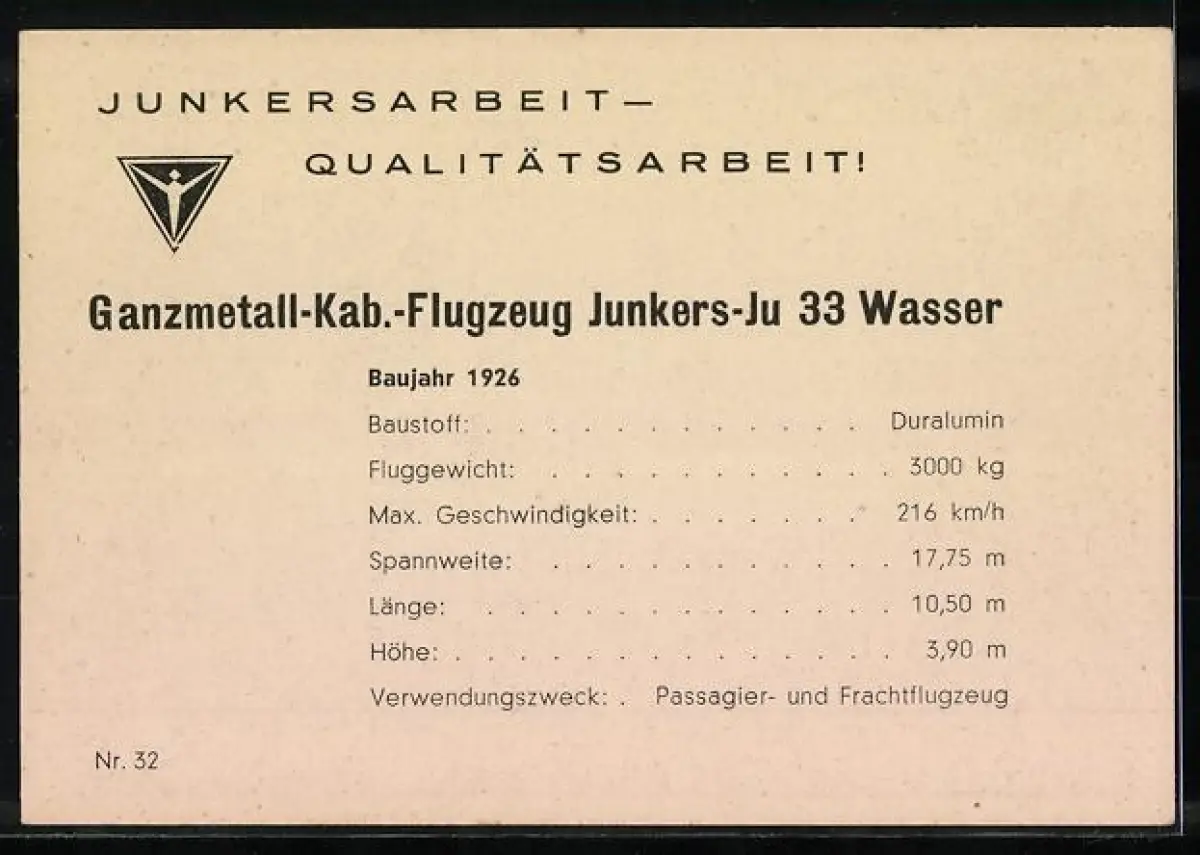 JUNKERSARBEIT—
QUALITÄTSARBEIT!
Ganzmetall-Kab.-Flugzeug Junkers-Ju 33 Wasser
Baujahr 1926
Baustoff: . . . . . . . . . . . . Duralumin
Fluggewicht: . . . . . . . . . . . 3000 kg
Max. Geschwindigkeit: . . . . . . . 216 km/h
Spannweite: . . . . . . . . . . . 17,75 m
Länge: . . . . . . . . . . . . . 10,50 m
Höhe: . . . . . . . . . . . . . . 3,90 m
Verwendungszweck: . Passagier- und Frachtflugzeug
Nr. 32